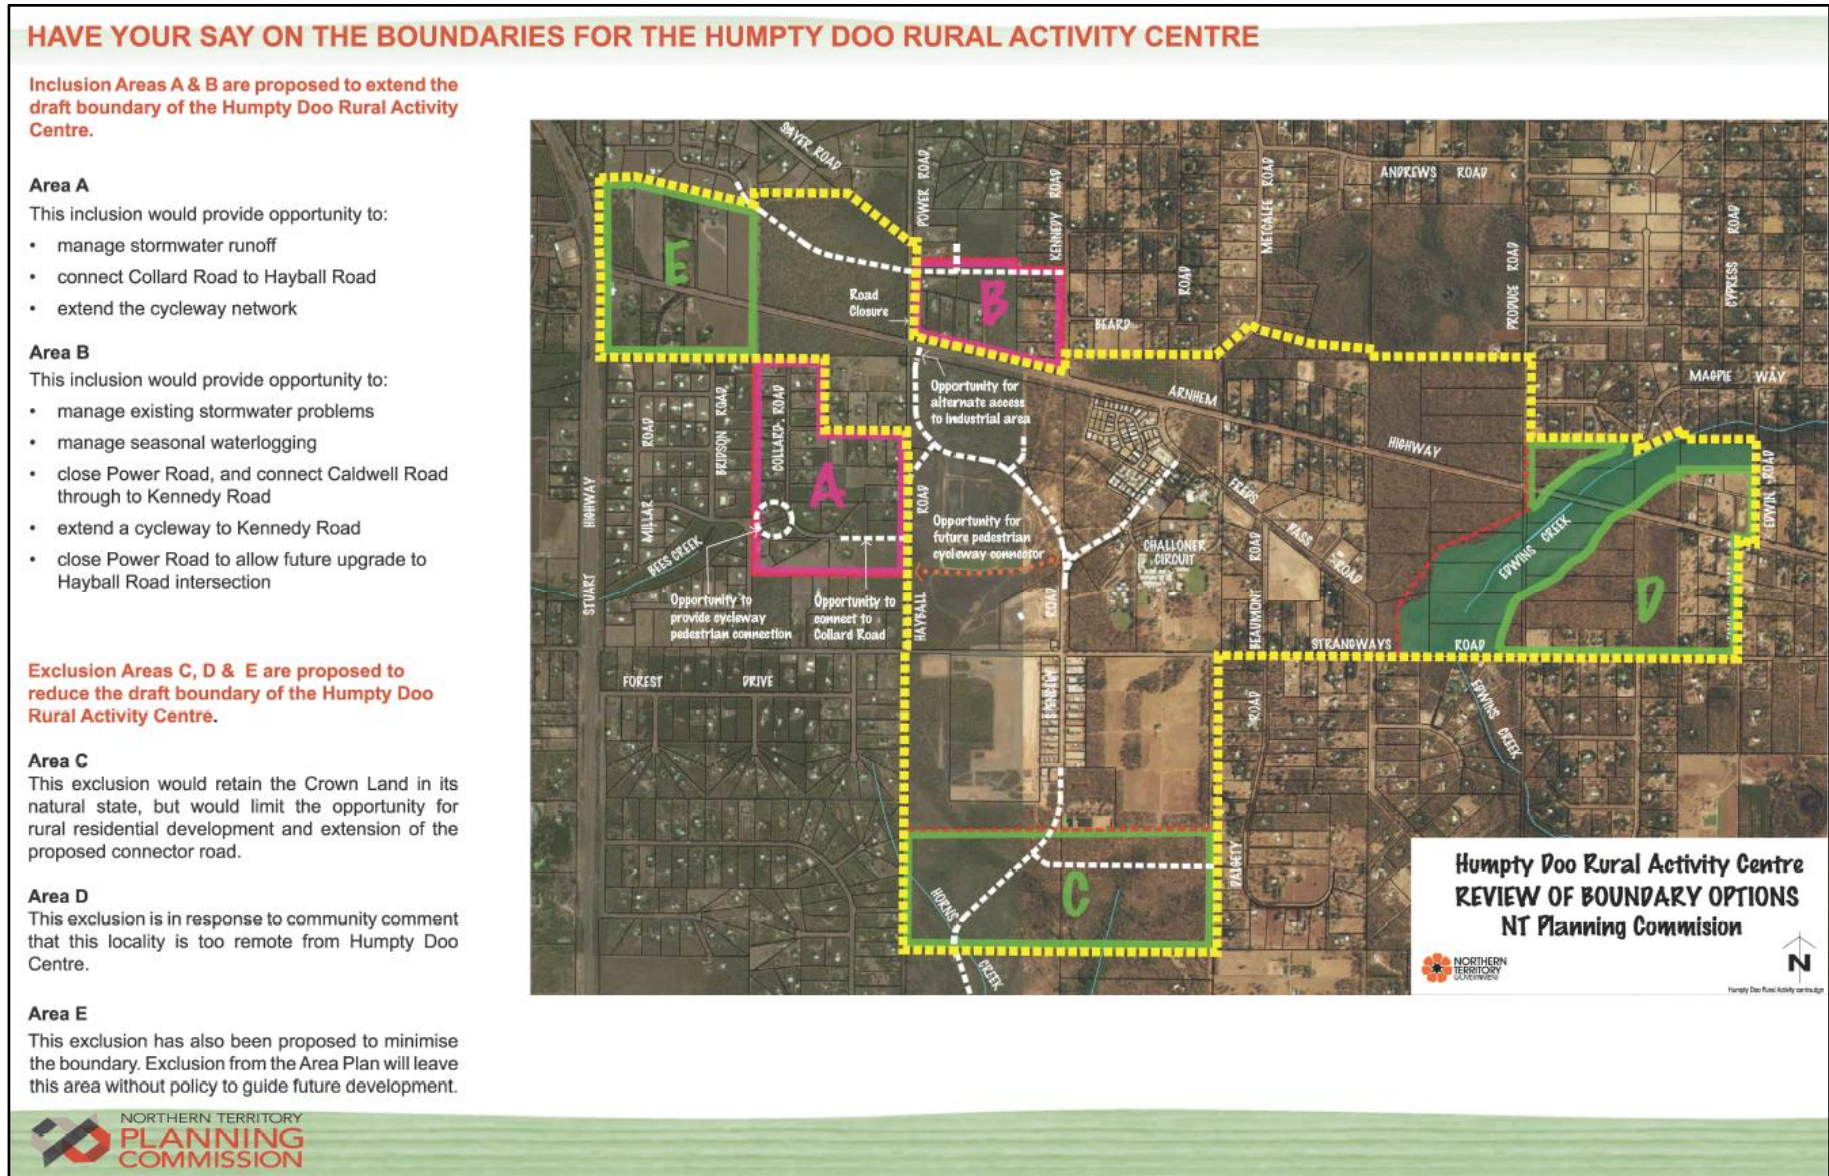 HAVE YOUR SAY ON THE BOUNDARIES FOR THE HUMPTY DOO RURAL ACTIVITY CENTRE
Inclusion Areas A & B are proposed to extend the
draft boundary of the Humpty Doo Rural Activity
Centre.
Area A
This inclusion would provide opportunity to:
• manage stormwater runoff
• connect Collard Road to Hayball Road
• extend the cycleway network
Area B
This inclusion would provide opportunity to:
• manage existing stormwater problems
• manage seasonal waterlogging
• close Power Road, and connect Caldwell Road
through to Kennedy Road
• extend a cycleway to Kennedy Road
• close Power Road to allow future upgrade to
Hayball Road intersection
Exclusion Areas C, D & E are proposed to
reduce the draft boundary of the Humpty Doo
Rural Activity Centre.
Area C
This exclusion would retain the Crown Land in its
natural state, but would limit the opportunity for
rural residential development and extension of the
proposed connector road.
Area D
This exclusion is in response to community comment
that this locality is too remote from Humpty Doo
Centre.
Area E
This exclusion has also been proposed to minimise
the boundary. Exclusion from the Area Plan will leave
this area without policy to guide future development.
NORTHERN TERRITORY
PLANNING
COMMISSION
SAYER ROAD
POWER ROAD
KENNEDY ROAD
ROAD
METCALFE ROAD
ANDREWS ROAD
PRODUCE ROAD
CYPRESS ROAD
E
B
Road
Closure
BEARD
MAGPIE WAY
Opportunity for
alternate access
to industrial area
ARNHEM
HIGHWAY
STUART HIGHWAY
MILLAR ROAD
BRIDSON ROAD
COLLARD ROAD
A
HAYBALL ROAD
BEES CREEK
Opportunity for
future pedestrian
cycleway connector
FREDS PASS ROAD
CHALLONER
CIRCUIT
BEAUMONT ROAD
EDWINS CREEK
EDWIN ROAD
D
Opportunity to
provide cycleway
pedestrian connection
Opportunity to
connect to
Collard Road
STRANGWAYS ROAD
FOREST DRIVE
SPENCER ROAD
ROAD
EDWINS CREEK
DALGETY
HORNS
CREEK
C
Humpty Doo Rural Activity Centre
REVIEW OF BOUNDARY OPTIONS
NT Planning Commision
NORTHERN
TERRITORY
GOVERNMENT
N
Humpty Doo Rural Activity centre.dgn